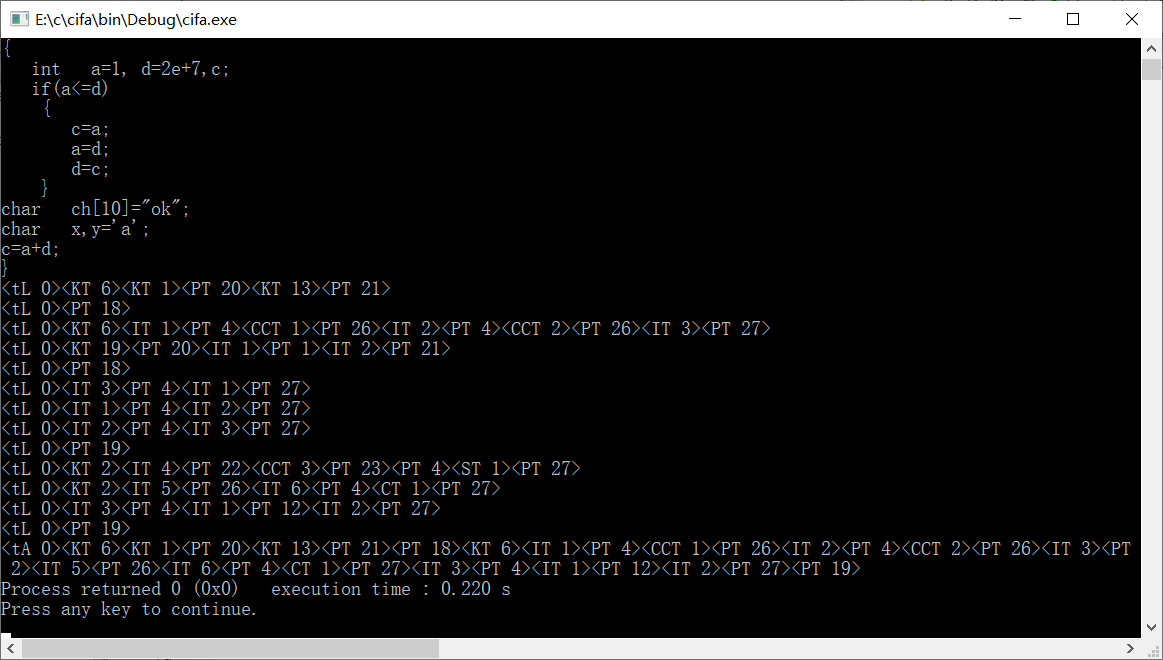 E:\c\cifa\bin\Debug\cifa.exe
{
   int   a=1, d=2e+7,c;
   if(a<=d)
    {
       c=a;
       a=d;
       d=c;
    }
char   ch[10]="ok";
char   x,y='a';
c=a+d;
}
<tL 0><KT 6><KT 1><PT 20><KT 13><PT 21>
<tL 0><PT 18>
<tL 0><KT 6><IT 1><PT 4><CCT 1><PT 26><IT 2><PT 4><CCT 2><PT 26><IT 3><PT 27>
<tL 0><KT 19><PT 20><IT 1><PT 1><IT 2><PT 21>
<tL 0><PT 18>
<tL 0><IT 3><PT 4><IT 1><PT 27>
<tL 0><IT 1><PT 4><IT 2><PT 27>
<tL 0><IT 2><PT 4><IT 3><PT 27>
<tL 0><PT 19>
<tL 0><KT 2><IT 4><PT 22><CCT 3><PT 23><PT 4><ST 1><PT 27>
<tL 0><KT 2><IT 5><PT 26><IT 6><PT 4><CT 1><PT 27>
<tL 0><IT 3><PT 4><IT 1><PT 12><IT 2><PT 27>
<tL 0><PT 19>
<tA 0><KT 6><KT 1><PT 20><KT 13><PT 21><PT 18><KT 6><IT 1><PT 4><CCT 1><PT 26><IT 2><PT 4><CCT 2><PT 26><IT 3><PT
 2><IT 5><PT 26><IT 6><PT 4><CT 1><PT 27><IT 3><PT 4><IT 1><PT 12><IT 2><PT 27><PT 19>
Process returned 0 (0x0)   execution time : 0.220 s
Press any key to continue.